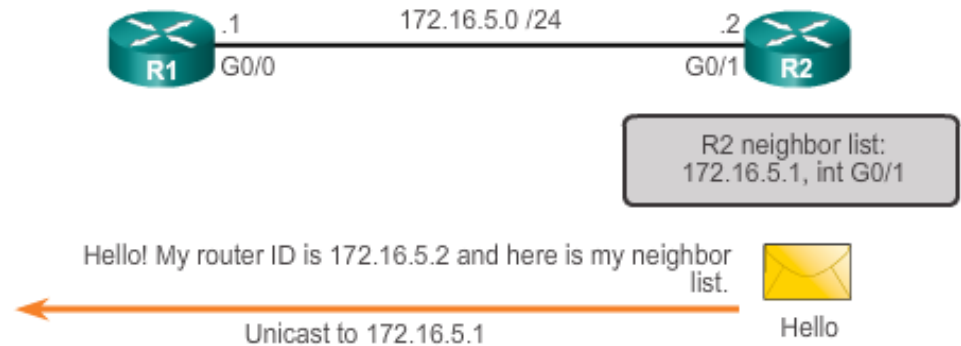 .1
172.16.5.0 /24
.2
R1
G0/0
G0/1
R2
R2 neighbor list:
172.16.5.1, int G0/1
Hello! My router ID is 172.16.5.2 and here is my neighbor
list.
Unicast to 172.16.5.1
Hello